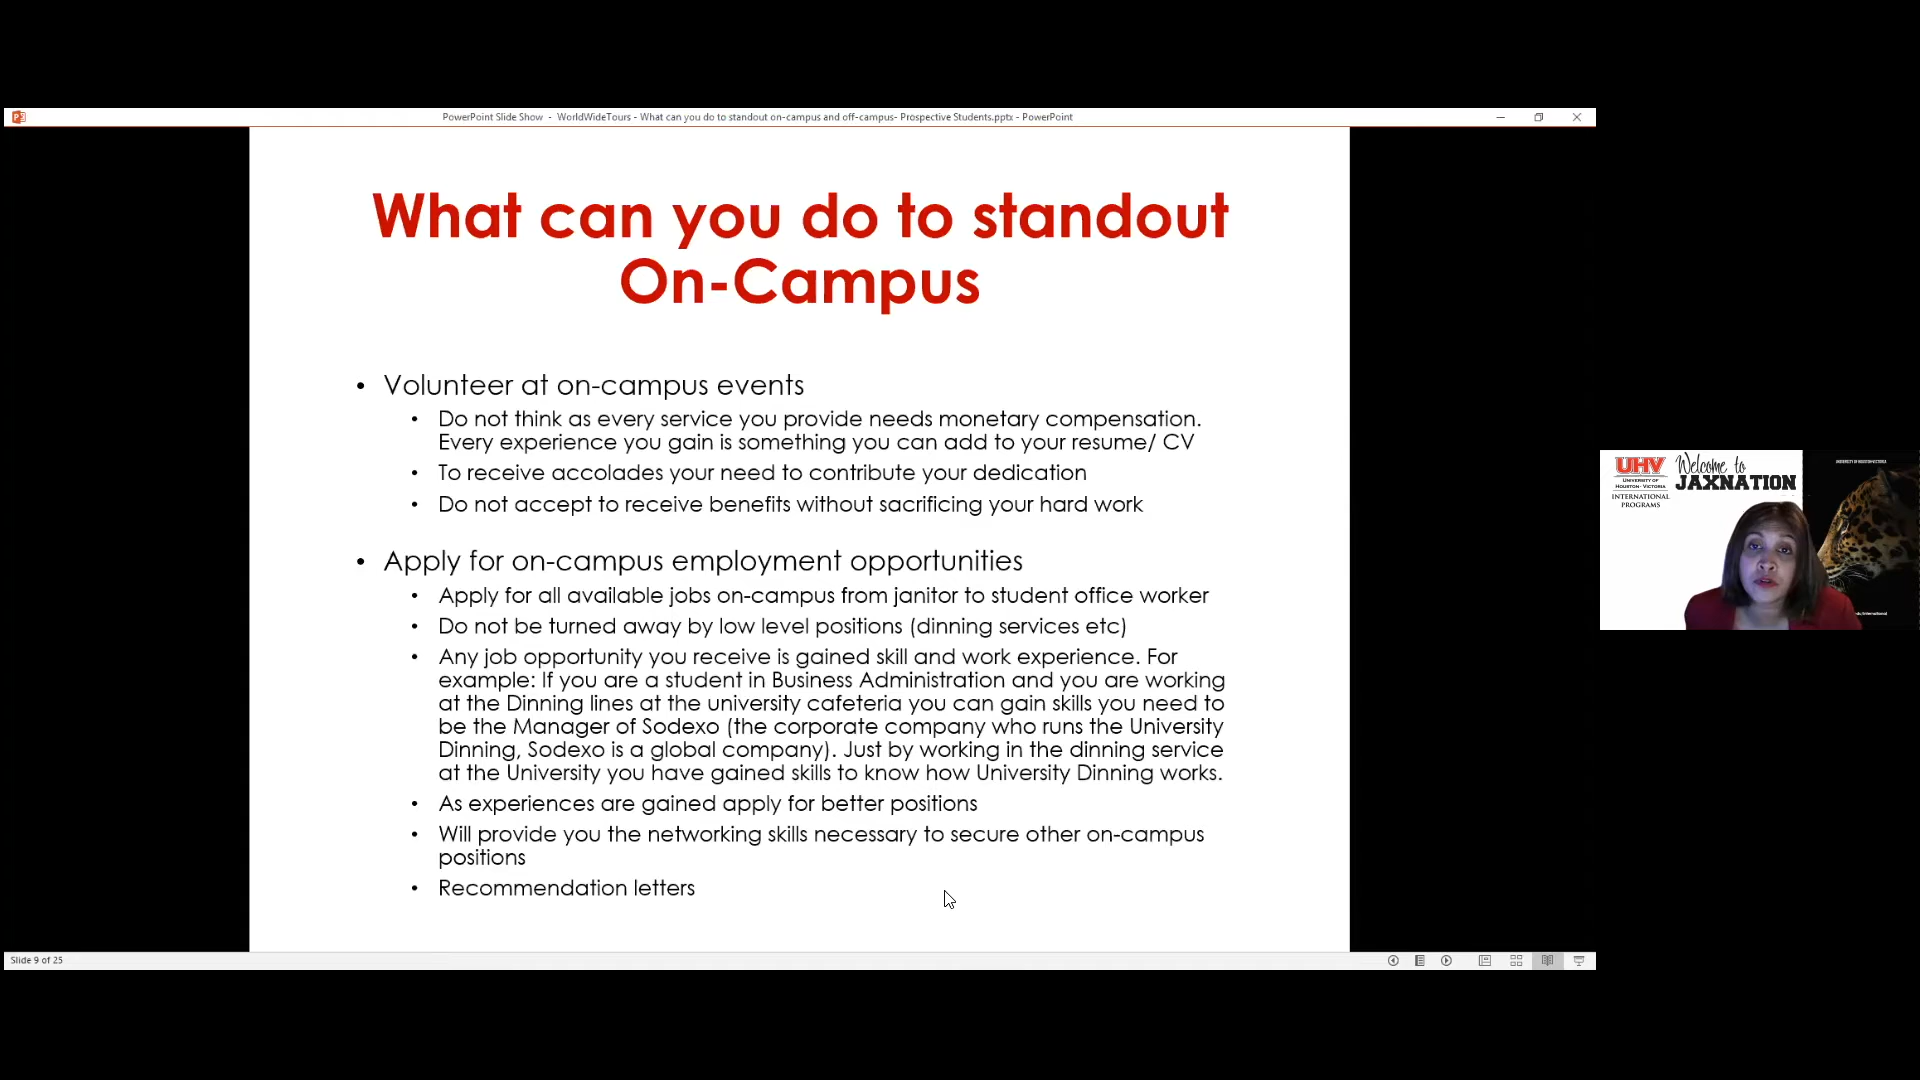 PowerPoint Slide Show - WorldWideTours - What can you do to standout on-campus and off-campus- Prospective Students.pptx - PowerPoint
What can you do to standout
On-Campus
• Volunteer at on-campus events
• Do not think as every service you provide needs monetary compensation.
Every experience you gain is something you can add to your resume/ CV
• To receive accolades your need to contribute your dedication
• Do not accept to receive benefits without sacrificing your hard work
• Apply for on-campus employment opportunities
• Apply for all available jobs on-campus from janitor to student office worker
• Do not be turned away by low level positions (dinning services etc)
• Any job opportunity you receive is gained skill and work experience. For
example: If you are a student in Business Administration and you are working
at the Dinning lines at the university cafeteria you can gain skills you need to
be the Manager of Sodexo (the corporate company who runs the University
Dinning, Sodexo is a global company). Just by working in the dinning service
at the University you have gained skills to know how University Dinning works.
• As experiences are gained apply for better positions
• Will provide you the networking skills necessary to secure other on-campus
positions
• Recommendation letters
Slide 9 of 25
UHV
UNIVERSITY OF
HOUSTON-VICTORIA
INTERNATIONAL
PROGRAMS
Welcome to
JAXNATION
UNIVERSITY OF HOUSTON-VICTORIA